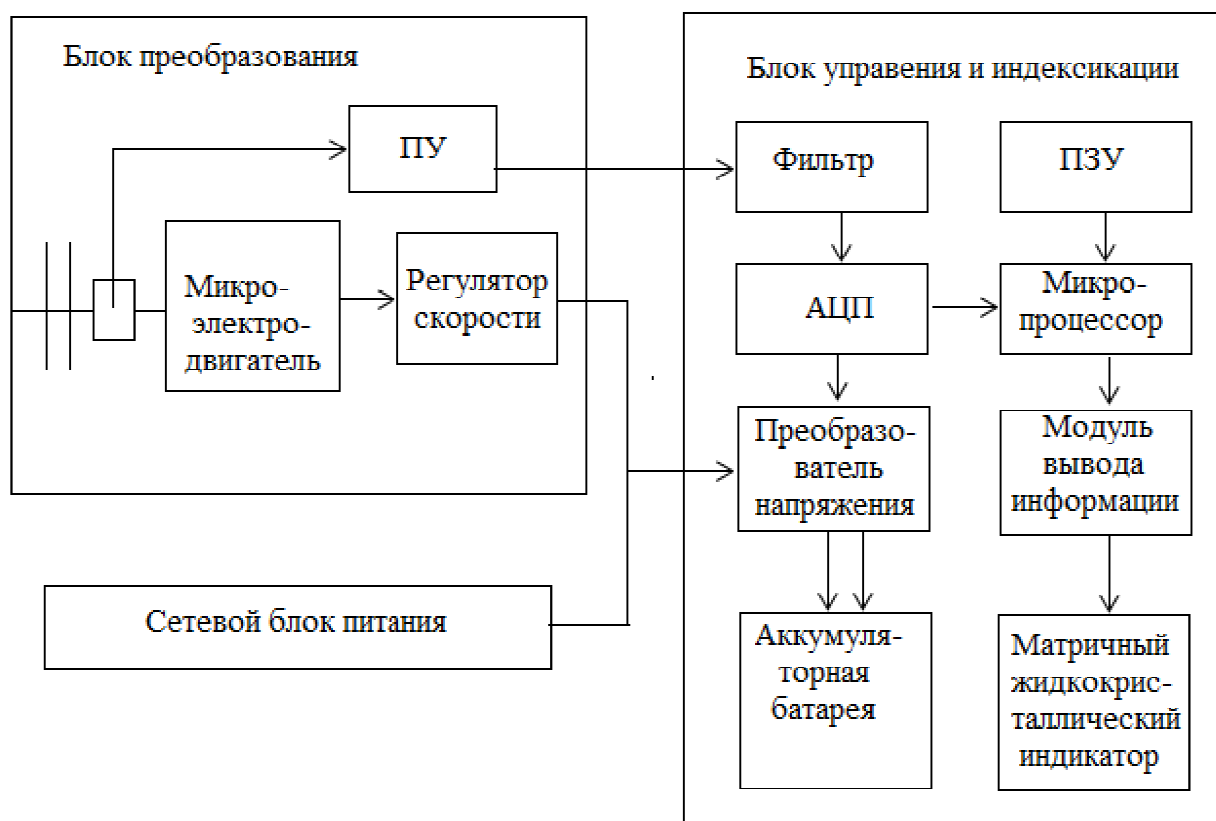 Блок преобразования
ПУ
Микро-
электро-
двигатель
Регулятор
скорости
Сетевой блок питания
Блок управения и индексикации
Фильтр
ПЗУ
АЦП
Микро-
процессор
Преобразо-
ватель
напряжения
Модуль
вывода
информации
Аккумуля-
торная
батарея
Матричный
жидкокрис-
таллический
индикатор